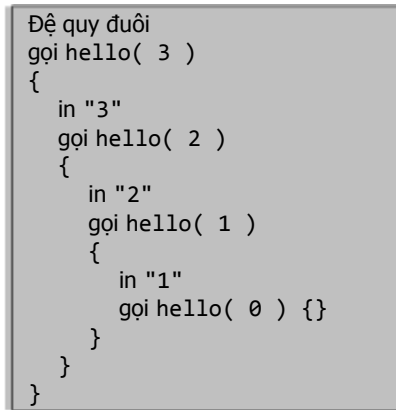 Đệ quy đuôi
gọi hello( 3 )
{
in "3"
gọi hello( 2 )
{
in "2"
gọi hello( 1 )
{
in "1"
gọi hello( 0 ) {}
}
}
}